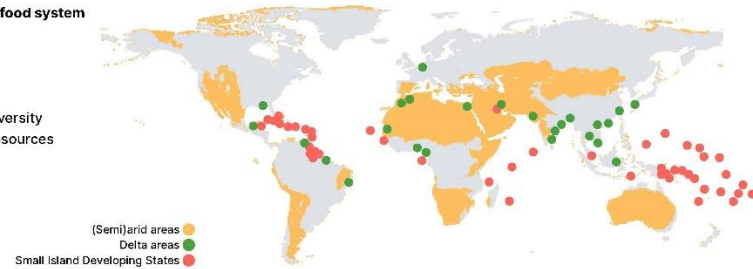 food system
versity
sources
(Semi)arid areas
Delta areas
Small Island Developing States